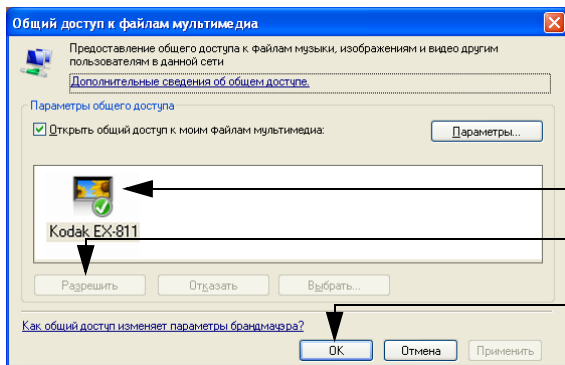 Общий доступ к файлам мультимедиа
Предоставление общего доступа к файлам музыки, изображениям и видео другим
пользователям в данной сети
Дополнительные сведения об общем доступе.
Параметры общего доступа
Открыть общий доступ к моим файлам мультимедиа:
Параметры...
Kodak EX-811
Разрешить
Отказать
Выбрать...
Как общий доступ изменяет параметры брандмауэра?
ОК
Отмена
Применить